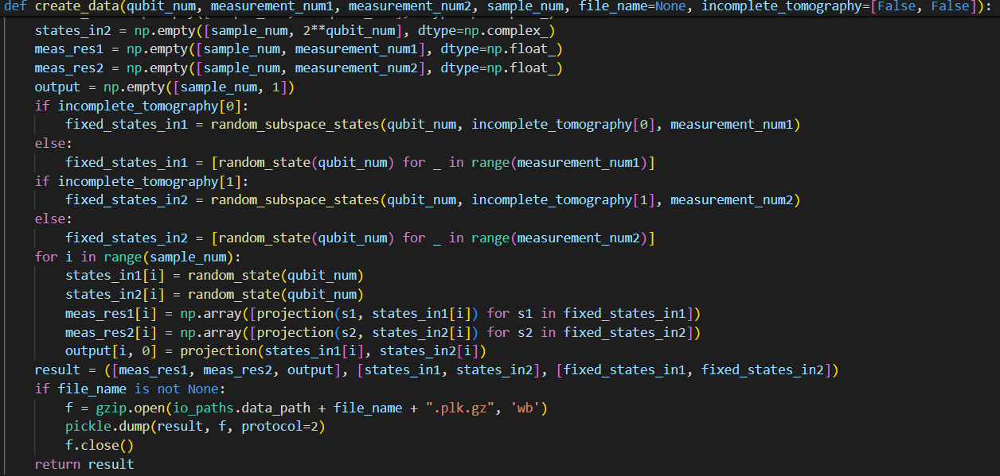 def create_data(qubit_num, measurement_num1, measurement_num2, sample_num, file_name=None, incomplete_tomography=[False, False]):
    states_in2 = np.empty([sample_num, 2**qubit_num], dtype=np.complex_)
    meas_res1 = np.empty([sample_num, measurement_num1], dtype=np.float_)
    meas_res2 = np.empty([sample_num, measurement_num2], dtype=np.float_)
    output = np.empty([sample_num, 1])
    if incomplete_tomography[0]:
        fixed_states_in1 = random_subspace_states(qubit_num, incomplete_tomography[0], measurement_num1)
    else:
        fixed_states_in1 = [random_state(qubit_num) for _ in range(measurement_num1)]
    if incomplete_tomography[1]:
        fixed_states_in2 = random_subspace_states(qubit_num, incomplete_tomography[1], measurement_num2)
    else:
        fixed_states_in2 = [random_state(qubit_num) for _ in range(measurement_num2)]
    for i in range(sample_num):
        states_in1[i] = random_state(qubit_num)
        states_in2[i] = random_state(qubit_num)
        meas_res1[i] = np.array([projection(s1, states_in1[i]) for s1 in fixed_states_in1])
        meas_res2[i] = np.array([projection(s2, states_in2[i]) for s2 in fixed_states_in2])
        output[i, 0] = projection(states_in1[i], states_in2[i])
    result = ([meas_res1, meas_res2, output], [states_in1, states_in2], [fixed_states_in1, fixed_states_in2])
    if file_name is not None:
        f = gzip.open(io_paths.data_path + file_name + ".plk.gz", 'wb')
        pickle.dump(result, f, protocol=2)
        f.close()
    return result